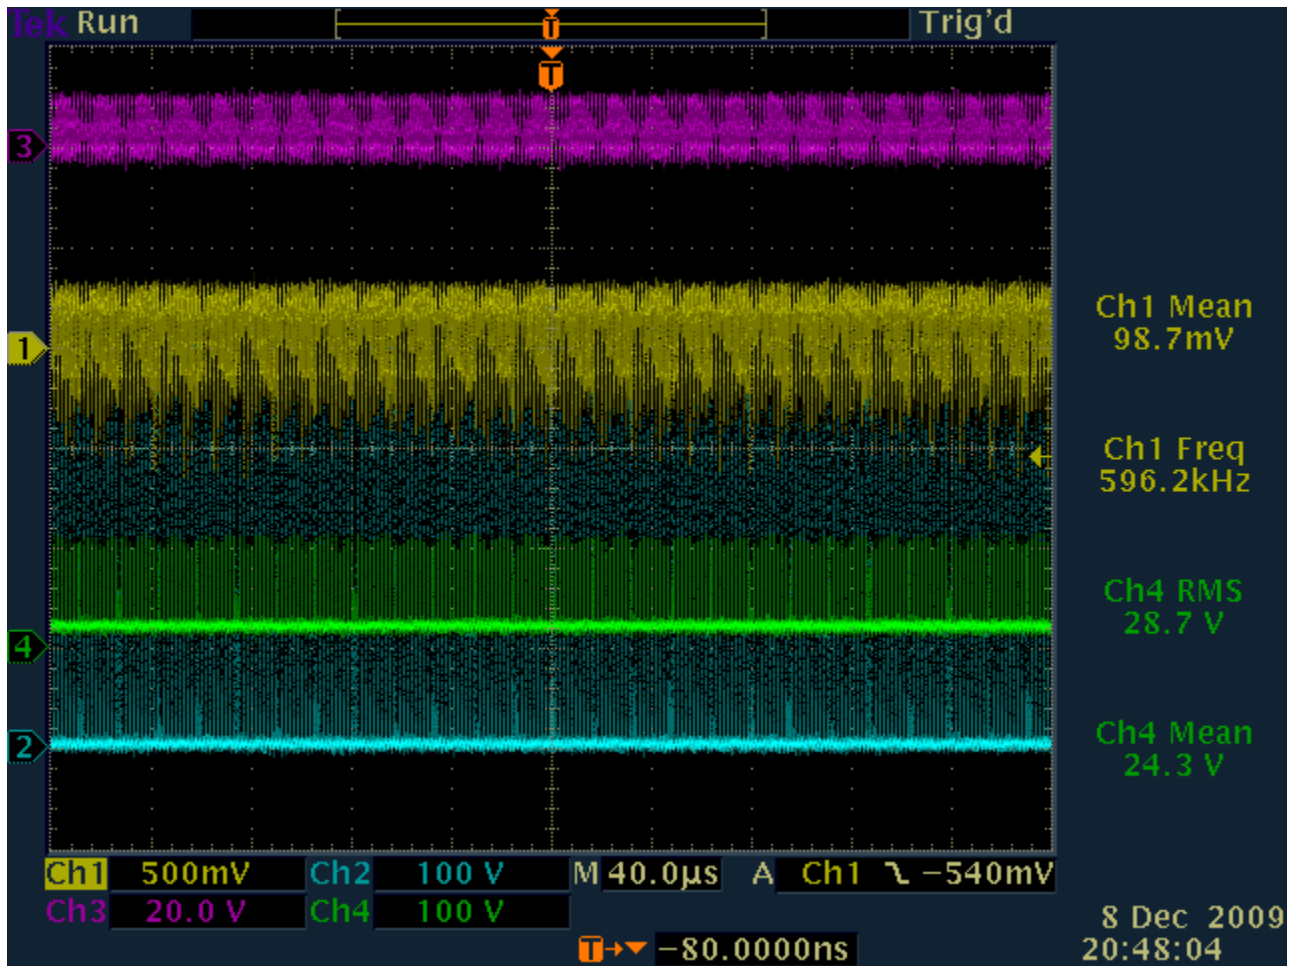 Tek Run Trig'd
T
T
3
1
4
2
Ch1 Mean
98.7mV
Ch1 Freq
596.2kHz
Ch4 RMS
28.7 V
Ch4 Mean
24.3 V
Ch1 500mV Ch2 100 V M 40.0µs A Ch1 -540mV
Ch3 20.0 V Ch4 100 V
T -80.0000ns
8 Dec 2009
20:48:04